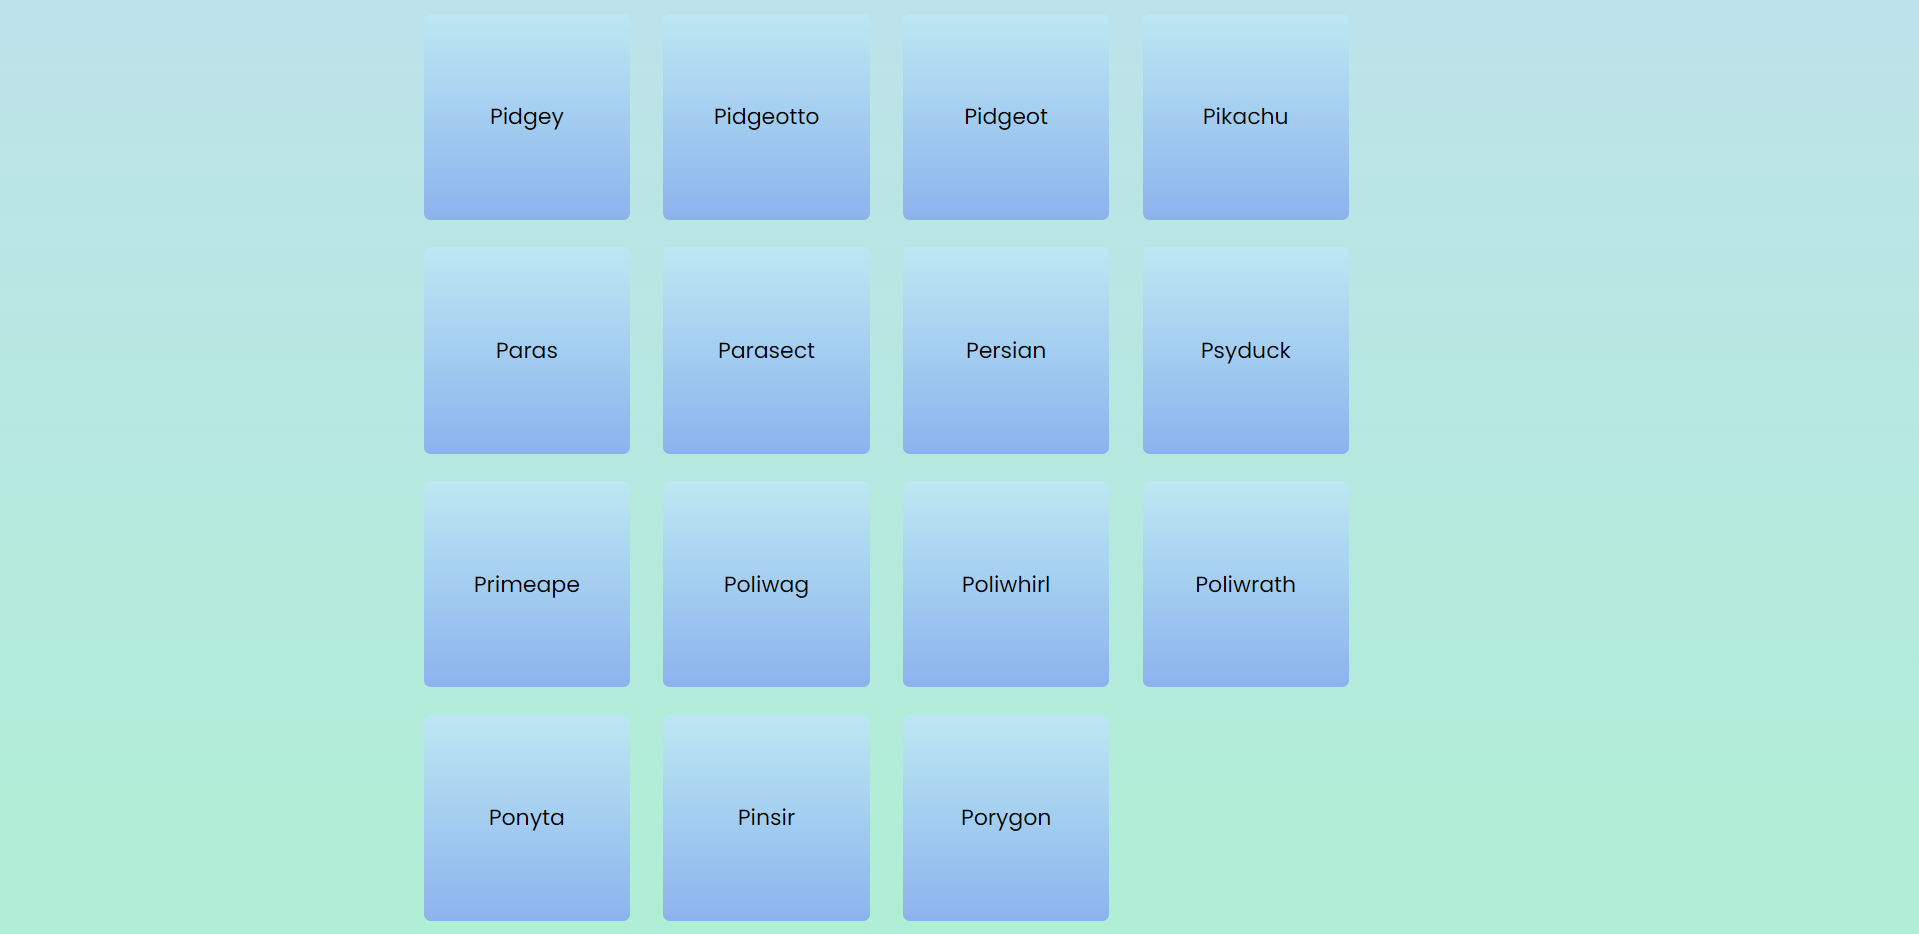 Pidgey
Pidgeotto
Pidgeot
Pikachu
Paras
Parasect
Persian
Psyduck
Primeape
Poliwag
Poliwhirl
Poliwrath
Ponyta
Pinsir
Porygon